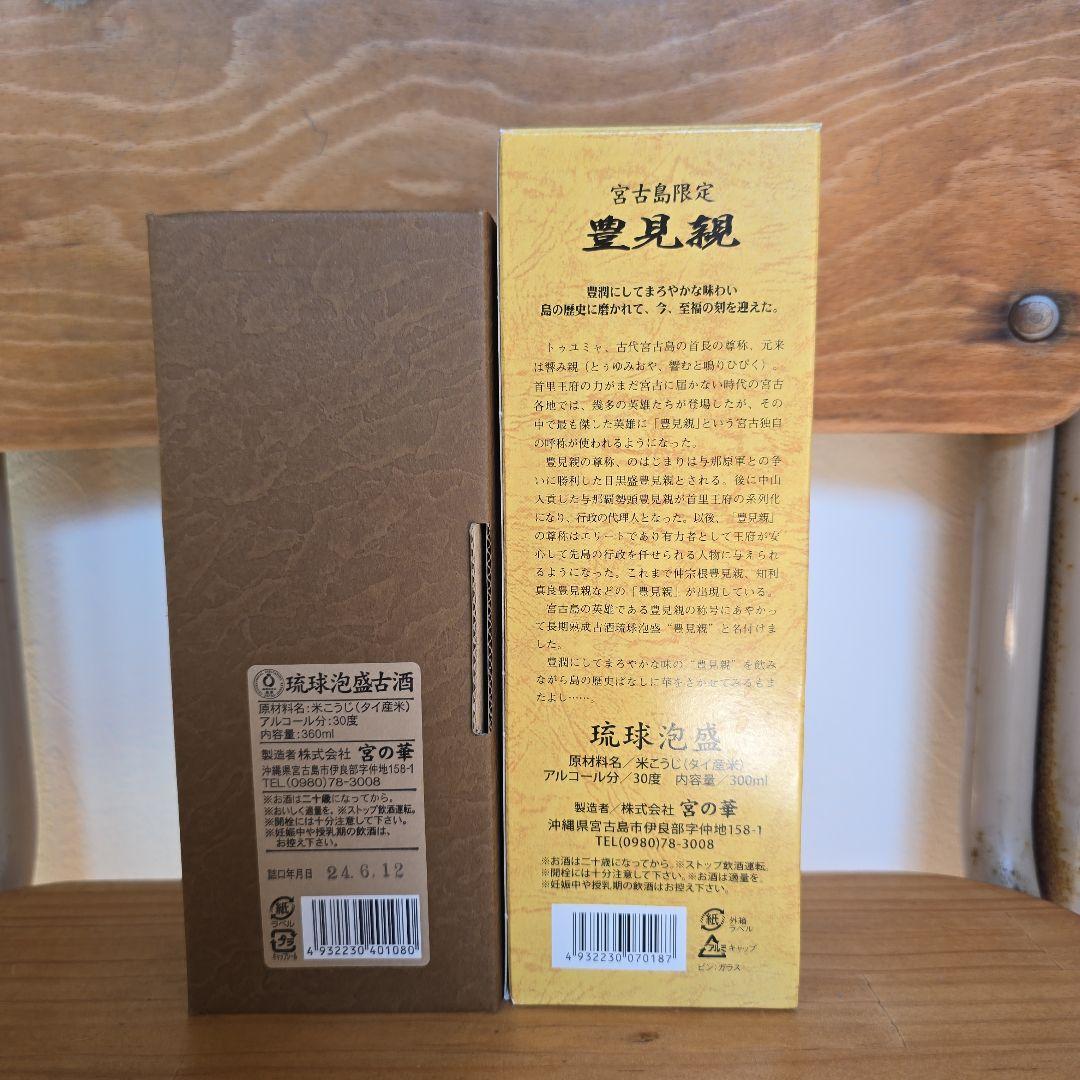 琉球泡盛古酒
原材料名:米こうじ(タイ産米)
アルコール分:30度
内容量:360ml
製造者 株式会社 宮の華
沖縄県宮古島市伊良部字仲地158-1
TEL(0980)78-3008
※お酒は二十歳になってから。
※おいしく適量を。※ストップ飲酒運転。
※開栓には十分注意して下さい。
※妊娠中や授乳期の飲酒は、
お控え下さい。
詰口年月日 24.6.12
紙
ラベル
プラ
4 932230 401080
宮古島限定
豊見親
豊潤にしてまろやかな味わい
島の歴史に磨かれて、今、至福の刻を迎えた。
トゥユミャ、古代宮古島の首長の尊称、元来
は響み親(とぅゆみおや、響むと鳴りひびく)。
首里王府の力がまだ宮古に届かない時代の宮古
各地では、幾多の英雄たちが登場したが、その
中で最も傑した英雄に「豊見親」という宮古独自
の呼称が使われるようになった。
豊見親の尊称、のはじまりは与那原軍との争
いに勝利した目黒盛豊見親とされる。後に中山
入貢した与那覇勢頭豊見親が首里王府の系列化
になり、行政の代理人となった。以後、「豊見親」
の尊称はエリートであり有力者として王府が安
心して先島の行政を任せられる人物に与えられ
るようになった。これまで仲宗根豊見親、知利
真良豊見親などの「豊見親」が出現している。
宮古島の英雄である豊見親の称号にあやかっ
て長期熟成古酒琉球泡盛“豊見親”と名付けま
した。
豊潤にしてまろやかな味の“豊見親”を飲み
ながら島の歴史ばなしに華をさかせてみるもま
たよし……。
琉球泡盛
原材料名/米こうじ(タイ産米)
アルコール分/30度 内容量/300ml
製造者/株式会社 宮の華
沖縄県宮古島市伊良部字仲地158-1
TEL(0980)78-3008
※お酒は二十歳になってから。※ストップ飲酒運転。
※開栓には十分注意して下さい。※お酒は適量を。
※妊娠中や授乳期の飲酒はお控え下さい。
4 932230 070187
紙
外箱
ラベル
アルミ
キャップ
ビン:ガラス